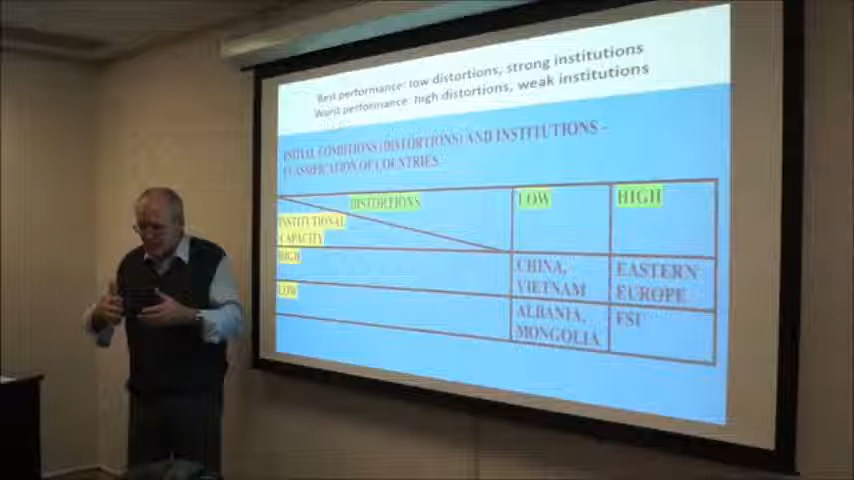 Best performance: low distortions, strong institutions
Worst performance: high distortions, weak institutions
INITIAL CONDITIONS (DISTORTIONS) AND INSTITUTIONS –
CLASSIFICATION OF COUNTRIES
DISTORTIONS
LOW
HIGH
INSTITUTIONAL
CAPACITY
HIGH
CHINA,
VIETNAM
EASTERN
EUROPE
LOW
ALBANIA,
MONGOLIA
FSU